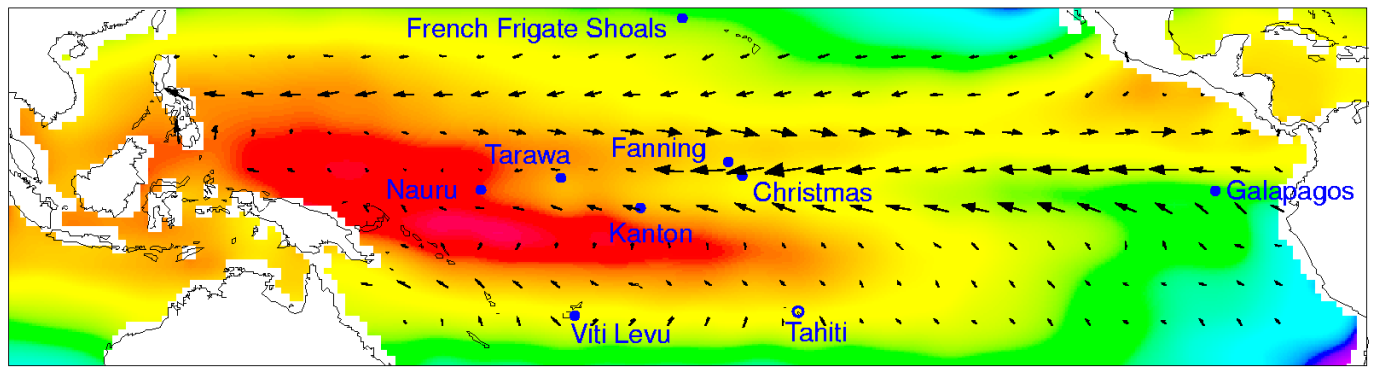 French Frigate Shoals
Tarawa
Fanning
Nauru
Christmas
Galapagos
Kanton
Viti Levu
Tahiti